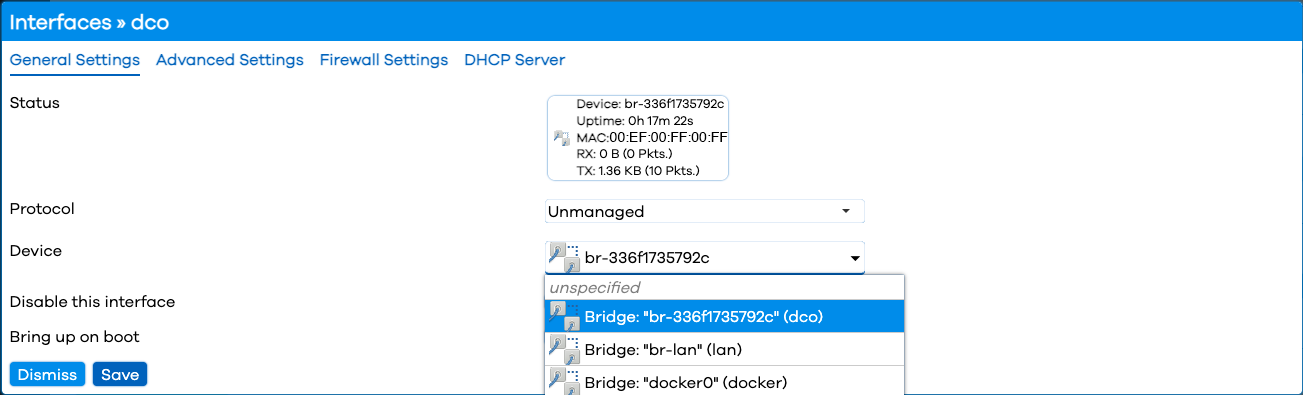 Interfaces » dco
General Settings Advanced Settings Firewall Settings DHCP Server
Status
Device: br-336f1735792c
Uptime: 0h 17m 22s
MAC:00:EF:00:FF:00:FF
RX: 0 B (0 Pkts.)
TX: 1.36 KB (10 Pkts.)
Protocol
Unmanaged
Device
br-336f1735792c
unspecified
Bridge: "br-336f1735792c" (dco)
Bridge: "br-lan" (lan)
Bridge: "docker0" (docker)
Disable this interface
Bring up on boot
Dismiss Save